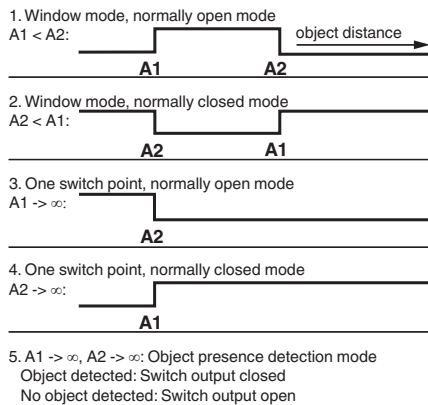 1. Window mode, normally open mode
A1 < A2:
object distance
A1 A2
2. Window mode, normally closed mode
A2 < A1:
A2 A1
3. One switch point, normally open mode
A1 -> ∞:
A2
4. One switch point, normally closed mode
A2 -> ∞:
A1
5. A1 -> ∞, A2 -> ∞: Object presence detection mode
Object detected: Switch output closed
No object detected: Switch output open